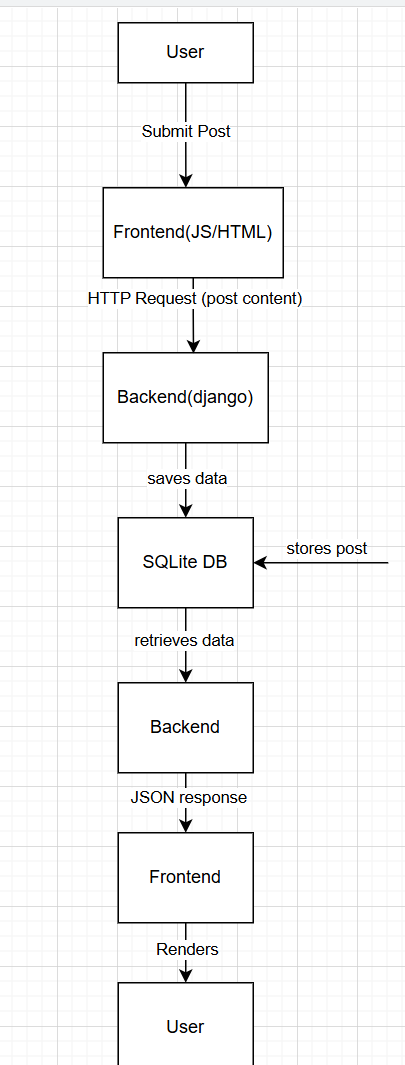 User
Submit Post
Frontend(JS/HTML)
HTTP Request (post content)
Backend(django)
saves data
stores post
SQLite DB
retrieves data
Backend
JSON response
Frontend
Renders
User